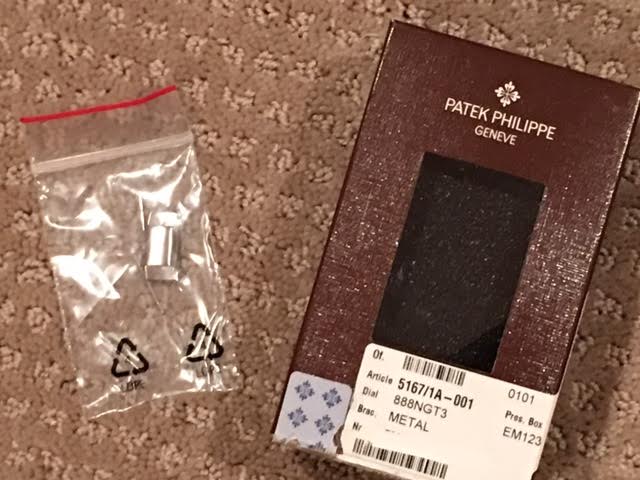 PATEK PHILIPPE
GENEVE
Of.
Article 5167/1A-001 0101
Dial 888NGT3 Pres. Box
Brac. METAL EM123
Nr